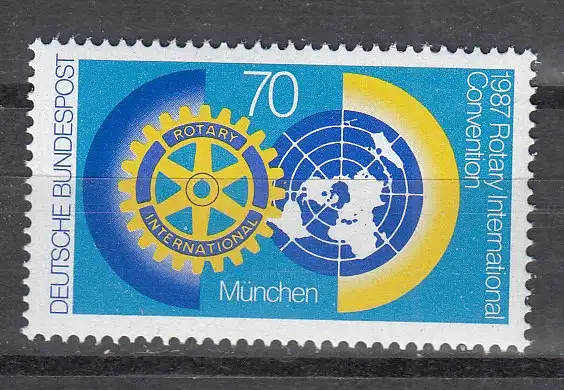 DEUTSCHE BUNDESPOST
70
ROTARY
INTERNATIONAL
München
1987 Rotary International
Convention